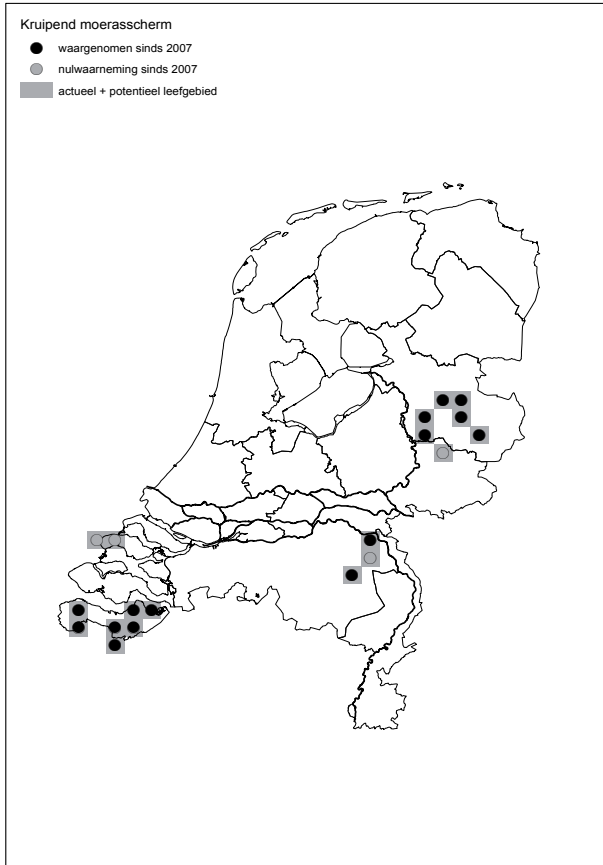 Kruipend moerasscherm
waargenomen sinds 2007
nulwaarneming sinds 2007
actueel + potentieel leefgebied